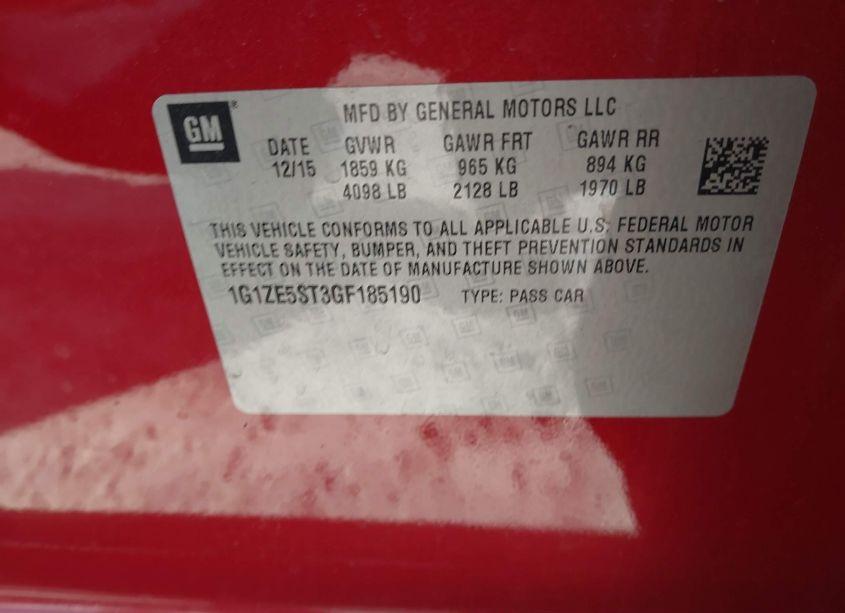 GM
MFD BY GENERAL MOTORS LLC
DATE GVWR GAWR FRT GAWR RR
12/15 1859 KG 965 KG 894 KG
4098 LB 2128 LB 1970 LB
THIS VEHICLE CONFORMS TO ALL APPLICABLE U.S. FEDERAL MOTOR
VEHICLE SAFETY, BUMPER, AND THEFT PREVENTION STANDARDS IN
EFFECT ON THE DATE OF MANUFACTURE SHOWN ABOVE.
1G1ZE5ST3GF185190 TYPE: PASS CAR